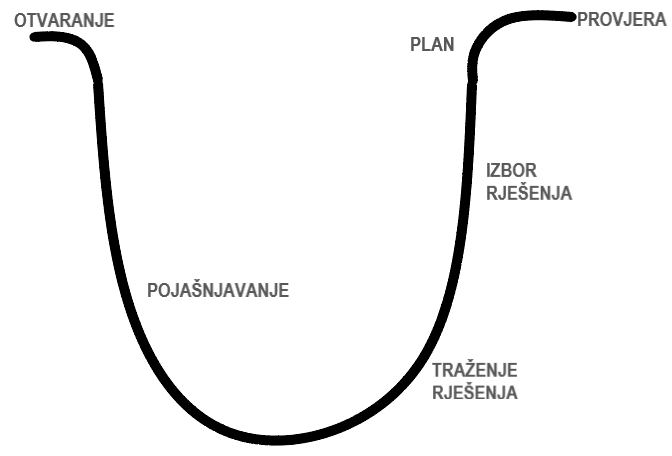 OTVARANJE
PROVJERA
PLAN
IZBOR
RJEŠENJA
POJAŠNJAVANJE
TRAŽENJE
RJEŠENJA